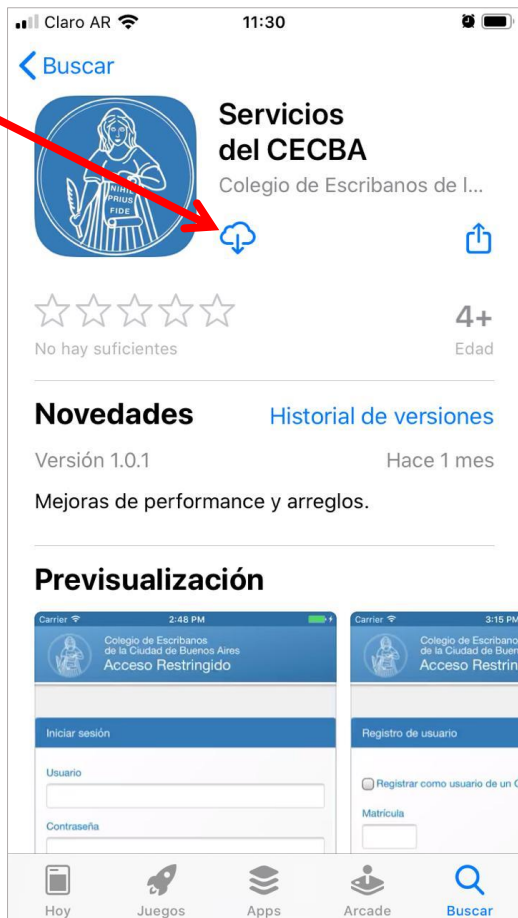 Claro AR 11:30
Buscar
Servicios
del CECBA
Colegio de Escribanos de l...
NIHIL
PRIUS
FIDE
No hay suficientes
4+
Edad
Novedades Historial de versiones
Versión 1.0.1 Hace 1 mes
Mejoras de performance y arreglos.
Previsualización
Carrier 2:48 PM
Colegio de Escribanos
de la Ciudad de Buenos Aires
Acceso Restringido
Iniciar sesión
Usuario
Contraseña
Carrier 3:15 PM
Colegio de Escribano
de la Ciudad de Buen
Acceso Restrin
Registro de usuario
Registrar como usuario de un C
Matrícula
Hoy Juegos Apps Arcade Buscar